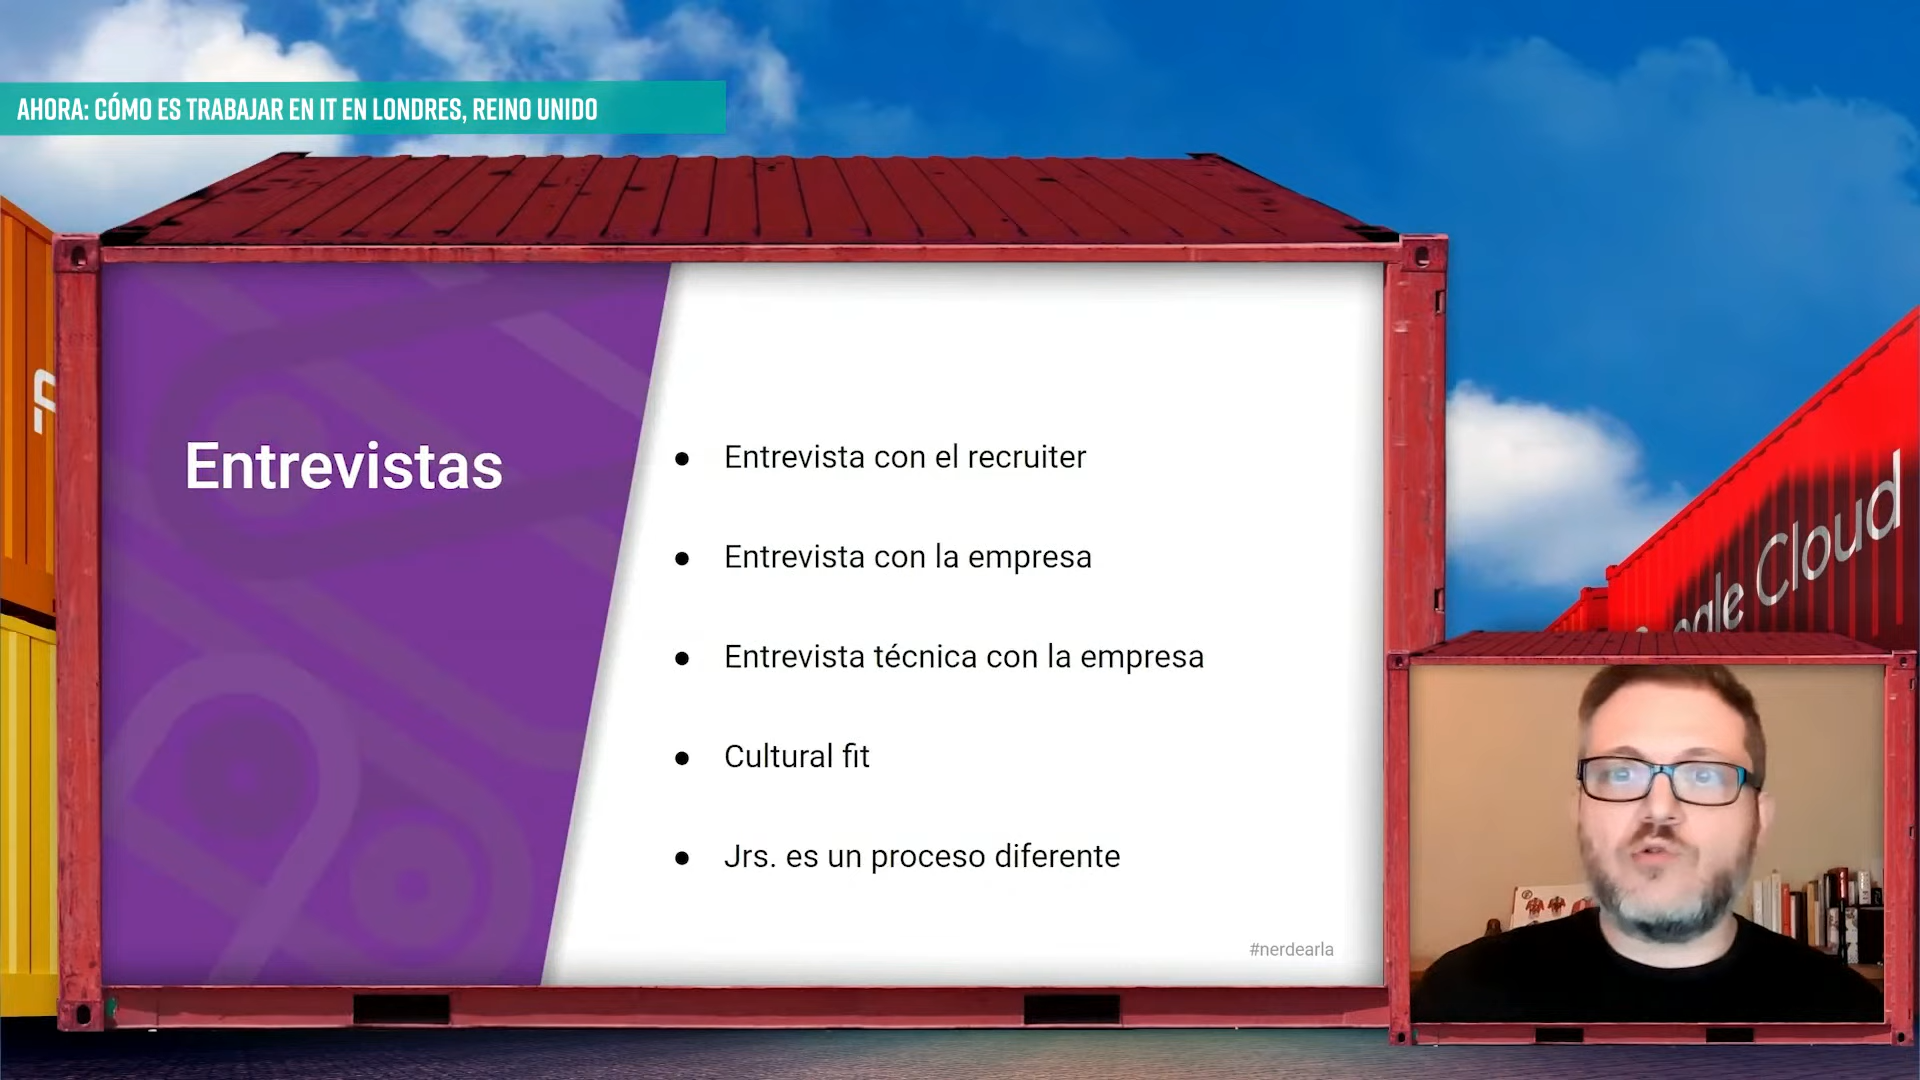 AHORA: CÓMO ES TRABAJAR EN IT EN LONDRES, REINO UNIDO
Entrevistas
● Entrevista con el recruiter
● Entrevista con la empresa
● Entrevista técnica con la empresa
● Cultural fit
● Jrs. es un proceso diferente
#nerdearla
Cloud